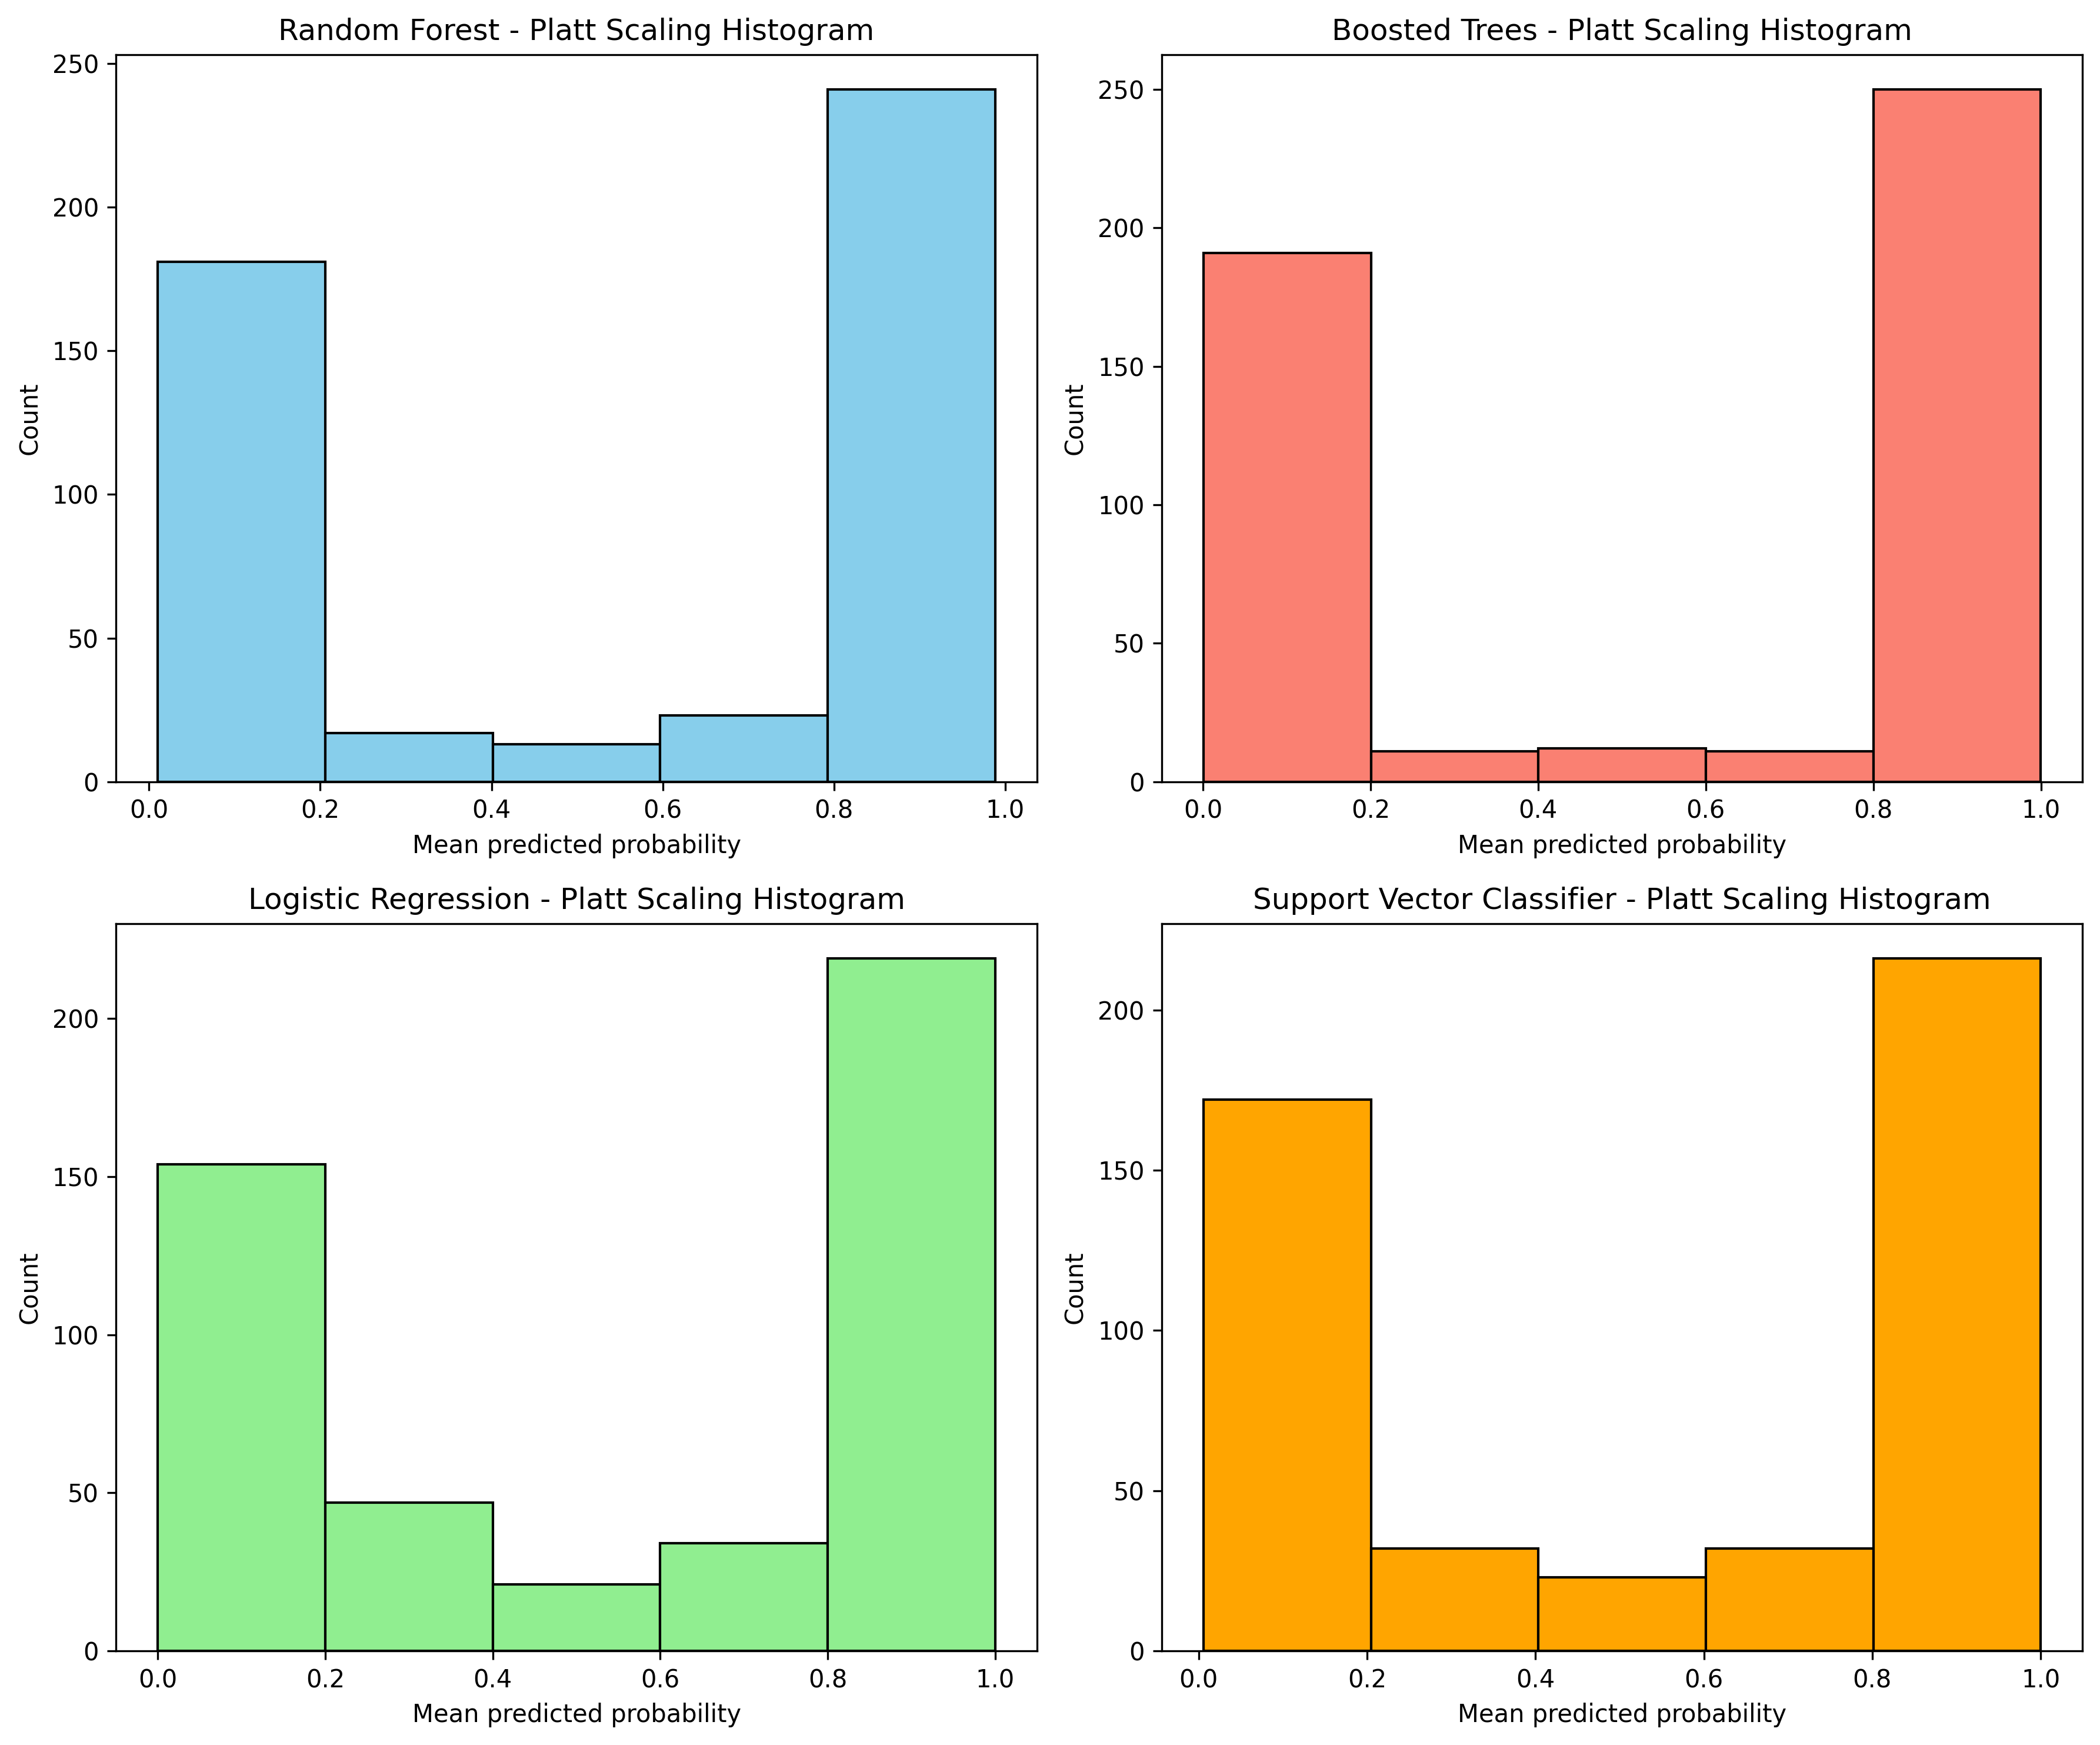 Random Forest - Platt Scaling Histogram
250
200
150
100
50
0
Count
0.0 0.2 0.4 0.6 0.8 1.0
Mean predicted probability
Boosted Trees - Platt Scaling Histogram
250
200
150
100
50
0
Count
0.0 0.2 0.4 0.6 0.8 1.0
Mean predicted probability
Logistic Regression - Platt Scaling Histogram
200
150
100
50
0
Count
0.0 0.2 0.4 0.6 0.8 1.0
Mean predicted probability
Support Vector Classifier - Platt Scaling Histogram
200
150
100
50
0
Count
0.0 0.2 0.4 0.6 0.8 1.0
Mean predicted probability